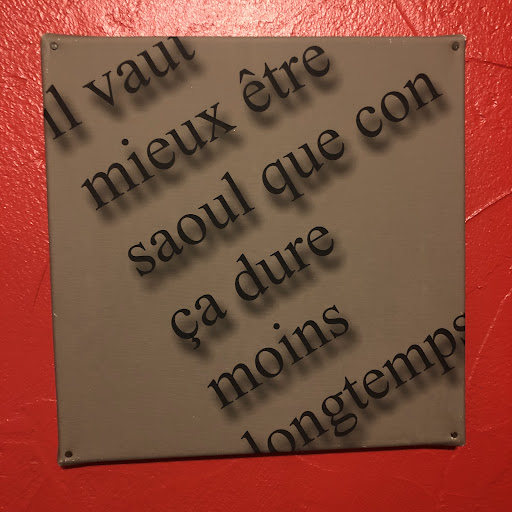 il vaut
mieux être
saoul que con
ça dure
moins
longtemps